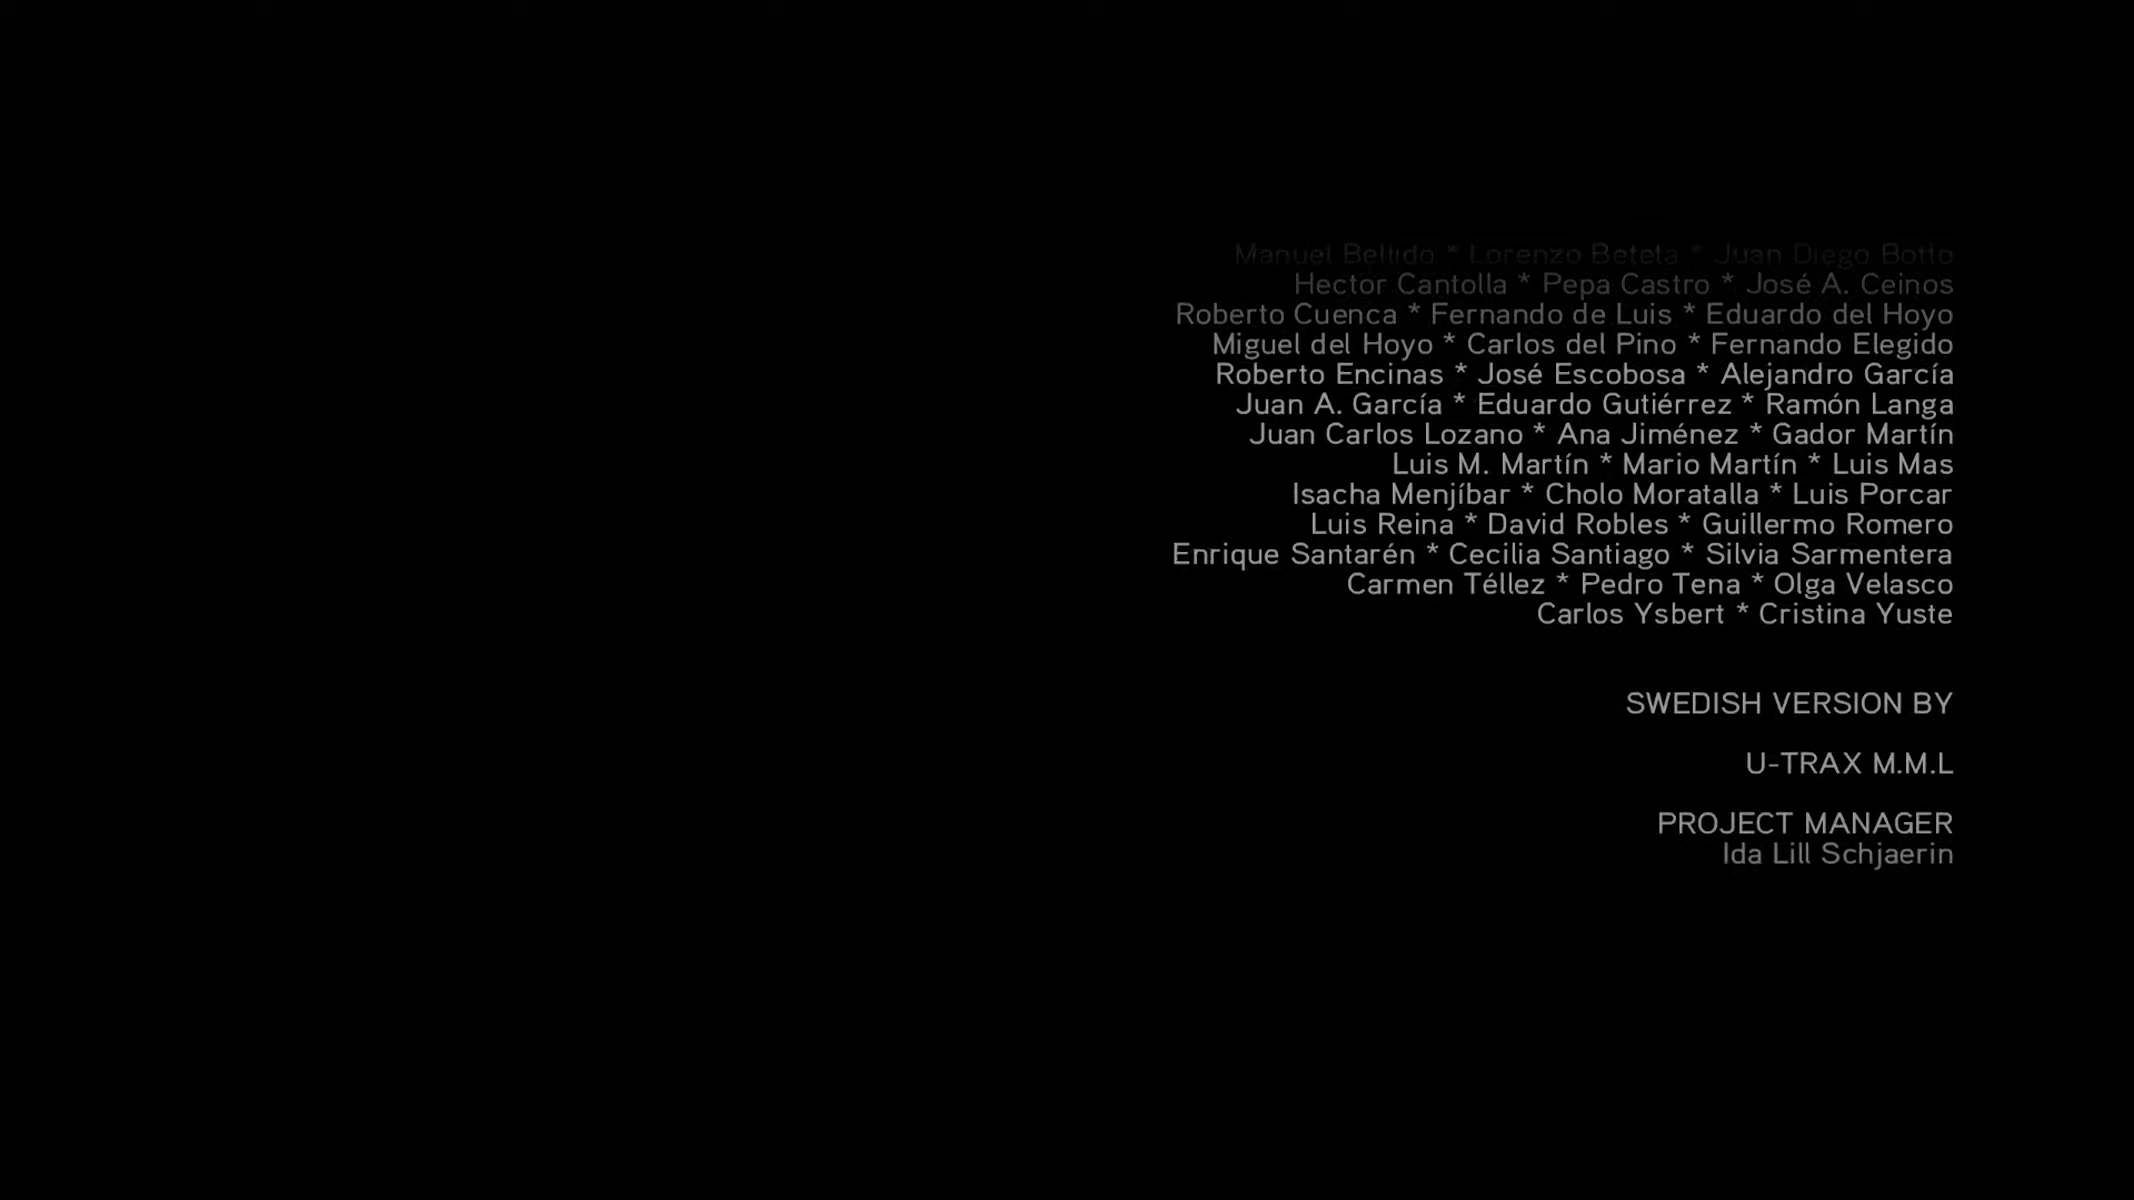 Manuel Bellido * Lorenzo Beteta * Juan Diego Botto
Hector Cantolla * Pepa Castro * José A. Ceinos
Roberto Cuenca * Fernando de Luis * Eduardo del Hoyo
Miguel del Hoyo * Carlos del Pino * Fernando Elegido
Roberto Encinas * José Escobosa * Alejandro García
Juan A. García * Eduardo Gutiérrez * Ramón Langa
Juan Carlos Lozano * Ana Jiménez * Gador Martín
Luis M. Martín * Mario Martín * Luis Mas
Isacha Menjíbar * Cholo Moratalla * Luis Porcar
Luis Reina * David Robles * Guillermo Romero
Enrique Santarén * Cecilia Santiago * Silvia Sarmentera
Carmen Téllez * Pedro Tena * Olga Velasco
Carlos Ysbert * Cristina Yuste
SWEDISH VERSION BY
U-TRAX M.M.L
PROJECT MANAGER
Ida Lill Schjaerin